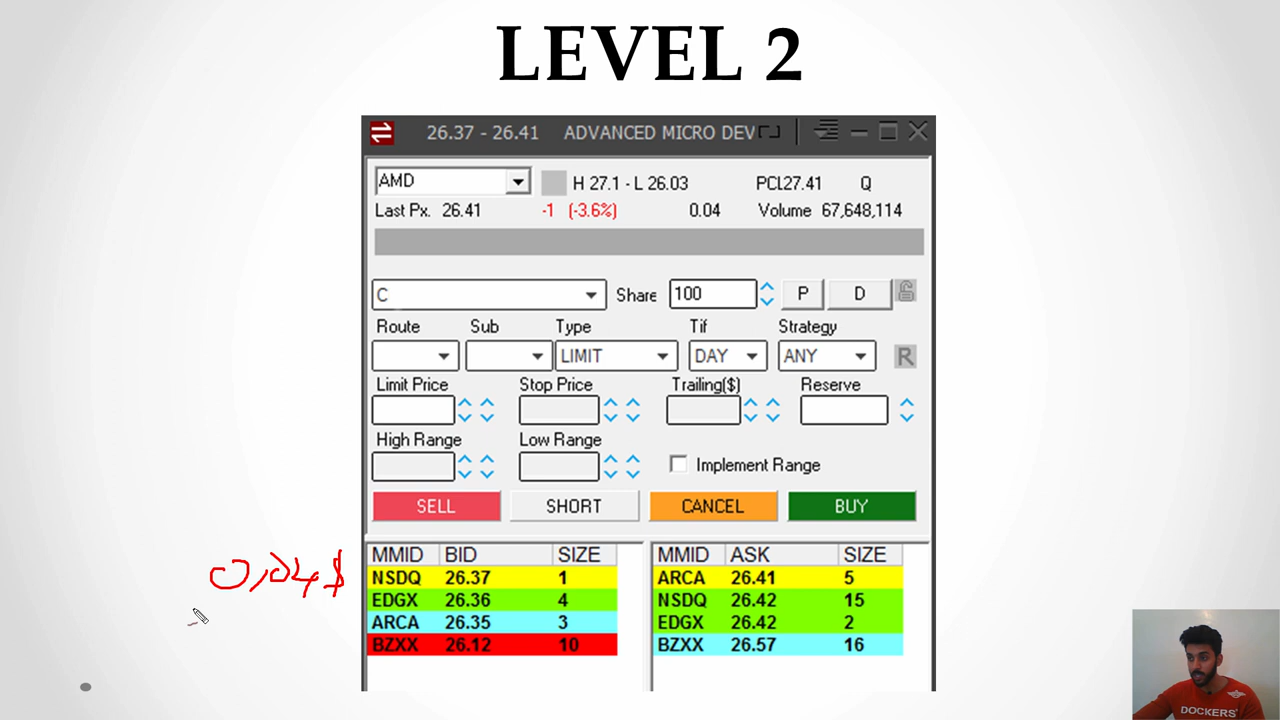 LEVEL 2
26.37 - 26.41 ADVANCED MICRO DEV
AMD H 27.1 - L 26.03 PCL27.41 Q
Last Px. 26.41 -1 (-3.6%) 0.04 Volume 67,648,114
C Share 100 P D
Route Sub Type Tif Strategy
LIMIT DAY ANY R
Limit Price Stop Price Trailing($) Reserve
High Range Low Range
Implement Range
SELL SHORT CANCEL BUY
MMID BID SIZE MMID ASK SIZE
NSDQ 26.37 1 ARCA 26.41 5
EDGX 26.36 4 NSDQ 26.42 15
ARCA 26.35 3 EDGX 26.42 2
BZXX 26.12 10 BZXX 26.57 16
DOCKERS